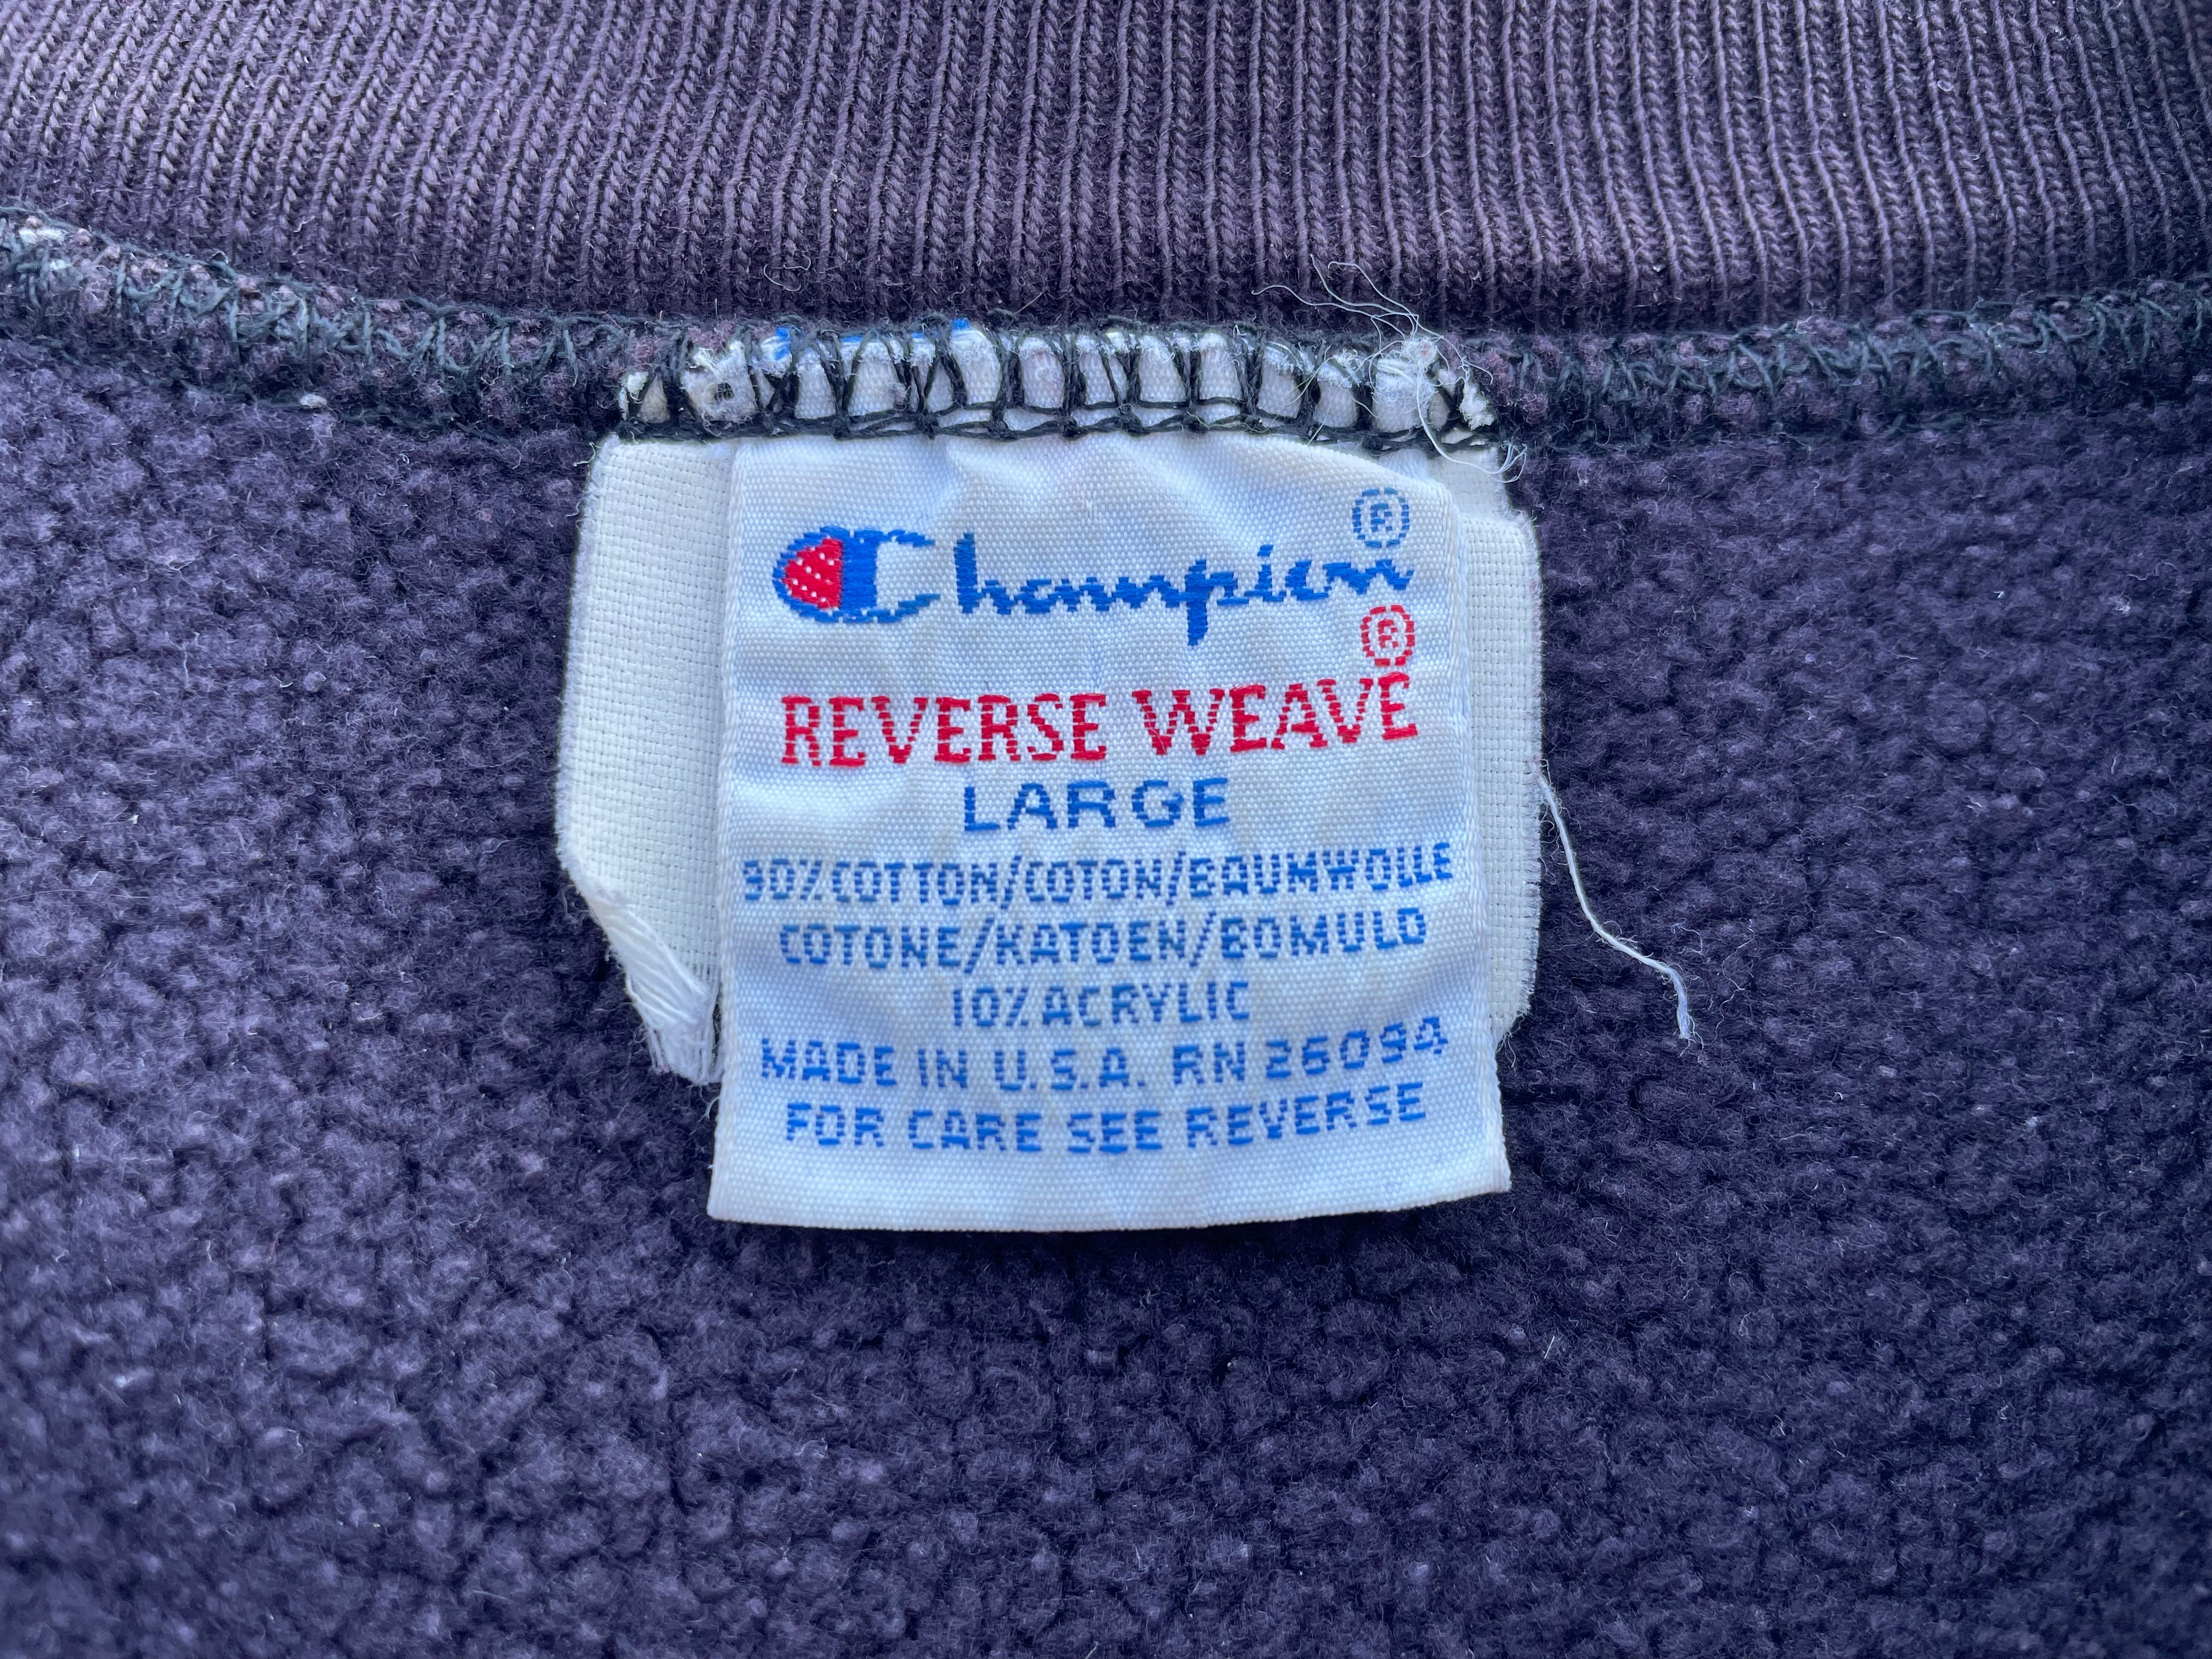 Champion®
REVERSE WEAVE®
LARGE
90% COTTON/COTON/BAUMWOLLE
COTONE/KATOEN/BOMULD
10% ACRYLIC
MADE IN U.S.A. RN 26094
FOR CARE SEE REVERSE